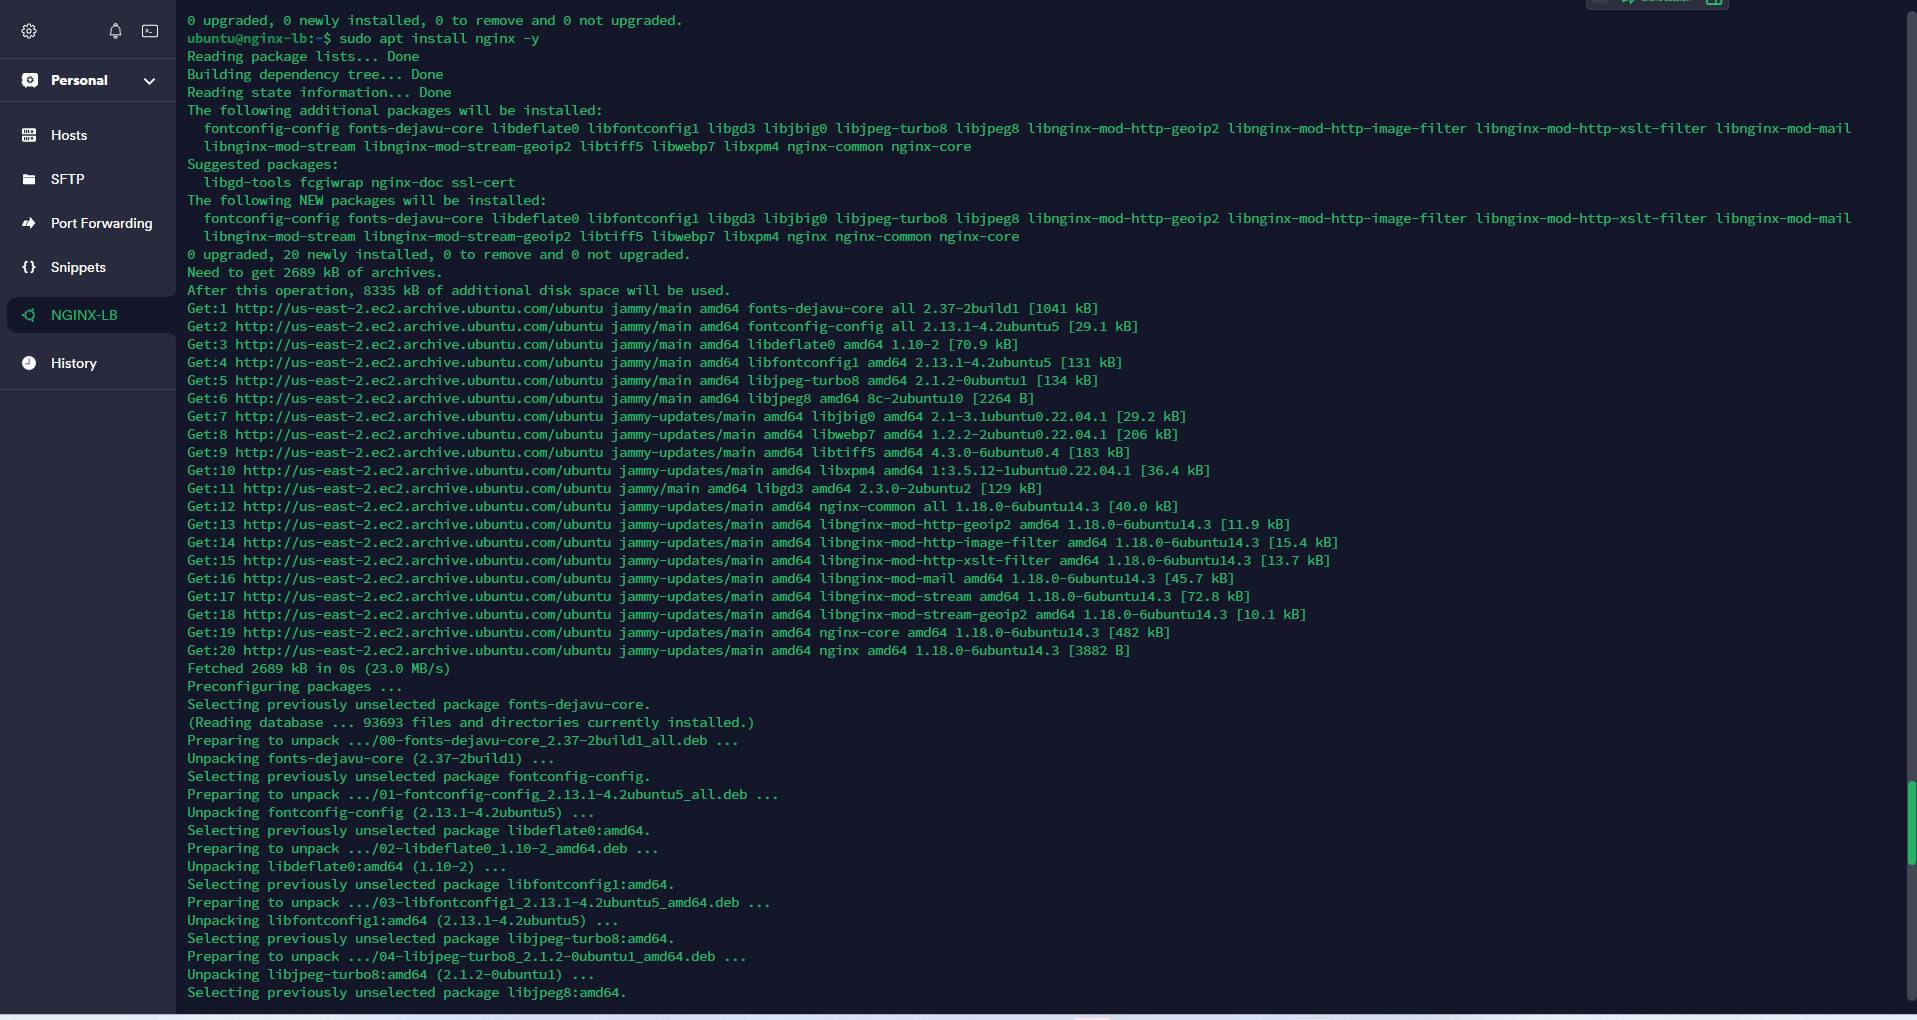 Personal
Hosts
SFTP
Port Forwarding
Snippets
NGINX-LB
History
0 upgraded, 0 newly installed, 0 to remove and 0 not upgraded.
ubuntu@nginx-lb:~$ sudo apt install nginx -y
Reading package lists... Done
Building dependency tree... Done
Reading state information... Done
The following additional packages will be installed:
  fontconfig-config fonts-dejavu-core libdeflate0 libfontconfig1 libgd3 libjbig0 libjpeg-turbo8 libjpeg8 libnginx-mod-http-geoip2 libnginx-mod-http-image-filter libnginx-mod-http-xslt-filter libnginx-mod-mail
  libnginx-mod-stream libnginx-mod-stream-geoip2 libtiff5 libwebp7 libxpm4 nginx-common nginx-core
Suggested packages:
  libgd-tools fcgiwrap nginx-doc ssl-cert
The following NEW packages will be installed:
  fontconfig-config fonts-dejavu-core libdeflate0 libfontconfig1 libgd3 libjbig0 libjpeg-turbo8 libjpeg8 libnginx-mod-http-geoip2 libnginx-mod-http-image-filter libnginx-mod-http-xslt-filter libnginx-mod-mail
  libnginx-mod-stream libnginx-mod-stream-geoip2 libtiff5 libwebp7 libxpm4 nginx nginx-common nginx-core
0 upgraded, 20 newly installed, 0 to remove and 0 not upgraded.
Need to get 2689 kB of archives.
After this operation, 8335 kB of additional disk space will be used.
Get:1 http://us-east-2.ec2.archive.ubuntu.com/ubuntu jammy/main amd64 fonts-dejavu-core all 2.37-2build1 [1041 kB]
Get:2 http://us-east-2.ec2.archive.ubuntu.com/ubuntu jammy/main amd64 fontconfig-config all 2.13.1-4.2ubuntu5 [29.1 kB]
Get:3 http://us-east-2.ec2.archive.ubuntu.com/ubuntu jammy/main amd64 libdeflate0 amd64 1.10-2 [70.9 kB]
Get:4 http://us-east-2.ec2.archive.ubuntu.com/ubuntu jammy/main amd64 libfontconfig1 amd64 2.13.1-4.2ubuntu5 [131 kB]
Get:5 http://us-east-2.ec2.archive.ubuntu.com/ubuntu jammy/main amd64 libjpeg-turbo8 amd64 2.1.2-0ubuntu1 [134 kB]
Get:6 http://us-east-2.ec2.archive.ubuntu.com/ubuntu jammy/main amd64 libjpeg8 amd64 8c-2ubuntu10 [2264 B]
Get:7 http://us-east-2.ec2.archive.ubuntu.com/ubuntu jammy-updates/main amd64 libjbig0 amd64 2.1-3.1ubuntu0.22.04.1 [29.2 kB]
Get:8 http://us-east-2.ec2.archive.ubuntu.com/ubuntu jammy-updates/main amd64 libwebp7 amd64 1.2.2-2ubuntu0.22.04.1 [206 kB]
Get:9 http://us-east-2.ec2.archive.ubuntu.com/ubuntu jammy-updates/main amd64 libtiff5 amd64 4.3.0-6ubuntu0.4 [183 kB]
Get:10 http://us-east-2.ec2.archive.ubuntu.com/ubuntu jammy-updates/main amd64 libxpm4 amd64 1:3.5.12-1ubuntu0.22.04.1 [36.4 kB]
Get:11 http://us-east-2.ec2.archive.ubuntu.com/ubuntu jammy/main amd64 libgd3 amd64 2.3.0-2ubuntu2 [129 kB]
Get:12 http://us-east-2.ec2.archive.ubuntu.com/ubuntu jammy-updates/main amd64 nginx-common all 1.18.0-6ubuntu14.3 [40.0 kB]
Get:13 http://us-east-2.ec2.archive.ubuntu.com/ubuntu jammy-updates/main amd64 libnginx-mod-http-geoip2 amd64 1.18.0-6ubuntu14.3 [11.9 kB]
Get:14 http://us-east-2.ec2.archive.ubuntu.com/ubuntu jammy-updates/main amd64 libnginx-mod-http-image-filter amd64 1.18.0-6ubuntu14.3 [15.4 kB]
Get:15 http://us-east-2.ec2.archive.ubuntu.com/ubuntu jammy-updates/main amd64 libnginx-mod-http-xslt-filter amd64 1.18.0-6ubuntu14.3 [13.7 kB]
Get:16 http://us-east-2.ec2.archive.ubuntu.com/ubuntu jammy-updates/main amd64 libnginx-mod-mail amd64 1.18.0-6ubuntu14.3 [45.7 kB]
Get:17 http://us-east-2.ec2.archive.ubuntu.com/ubuntu jammy-updates/main amd64 libnginx-mod-stream amd64 1.18.0-6ubuntu14.3 [72.8 kB]
Get:18 http://us-east-2.ec2.archive.ubuntu.com/ubuntu jammy-updates/main amd64 libnginx-mod-stream-geoip2 amd64 1.18.0-6ubuntu14.3 [10.1 kB]
Get:19 http://us-east-2.ec2.archive.ubuntu.com/ubuntu jammy-updates/main amd64 nginx-core amd64 1.18.0-6ubuntu14.3 [482 kB]
Get:20 http://us-east-2.ec2.archive.ubuntu.com/ubuntu jammy-updates/main amd64 nginx amd64 1.18.0-6ubuntu14.3 [3882 B]
Fetched 2689 kB in 0s (23.0 MB/s)
Preconfiguring packages ...
Selecting previously unselected package fonts-dejavu-core.
(Reading database ... 93693 files and directories currently installed.)
Preparing to unpack .../00-fonts-dejavu-core_2.37-2build1_all.deb ...
Unpacking fonts-dejavu-core (2.37-2build1) ...
Selecting previously unselected package fontconfig-config.
Preparing to unpack .../01-fontconfig-config_2.13.1-4.2ubuntu5_all.deb ...
Unpacking fontconfig-config (2.13.1-4.2ubuntu5) ...
Selecting previously unselected package libdeflate0:amd64.
Preparing to unpack .../02-libdeflate0_1.10-2_amd64.deb ...
Unpacking libdeflate0:amd64 (1.10-2) ...
Selecting previously unselected package libfontconfig1:amd64.
Preparing to unpack .../03-libfontconfig1_2.13.1-4.2ubuntu5_amd64.deb ...
Unpacking libfontconfig1:amd64 (2.13.1-4.2ubuntu5) ...
Selecting previously unselected package libjpeg-turbo8:amd64.
Preparing to unpack .../04-libjpeg-turbo8_2.1.2-0ubuntu1_amd64.deb ...
Unpacking libjpeg-turbo8:amd64 (2.1.2-0ubuntu1) ...
Selecting previously unselected package libjpeg8:amd64.